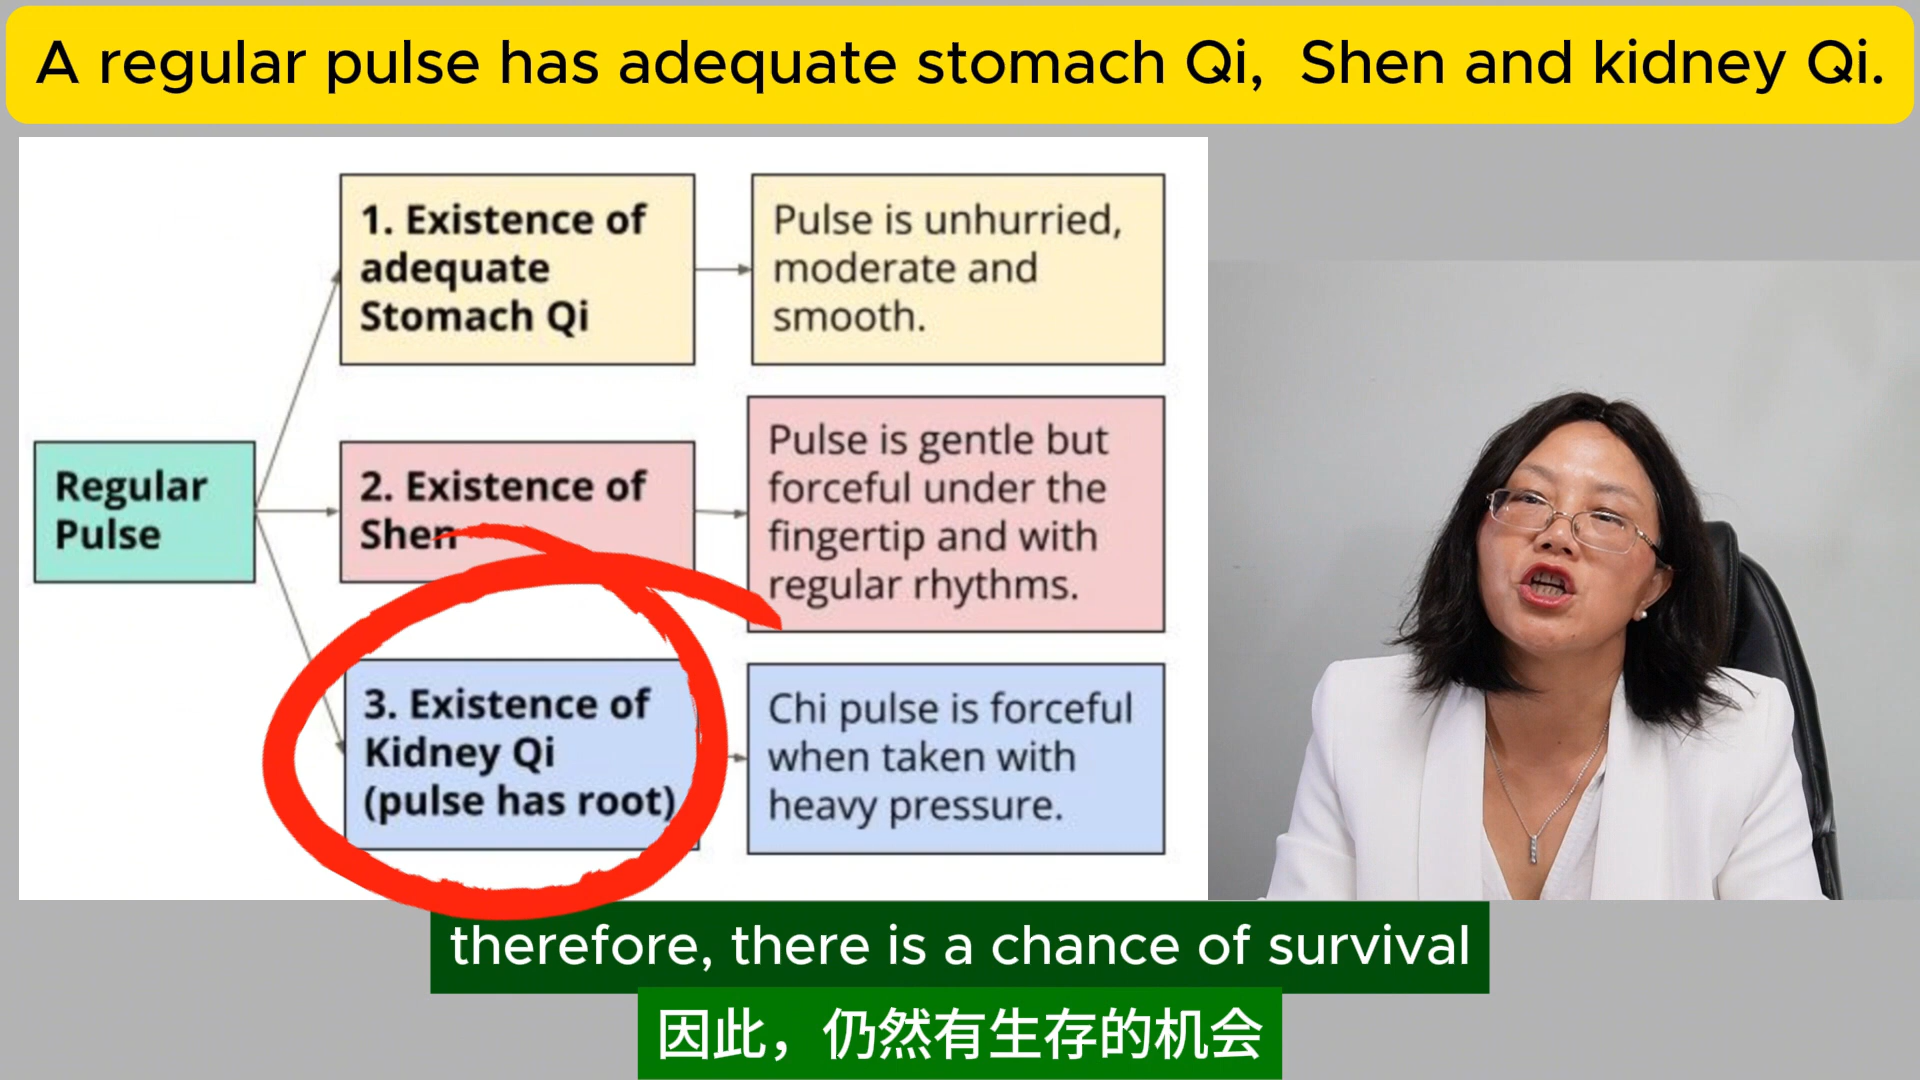 A regular pulse has adequate stomach Qi, Shen and kidney Qi.
1. Existence of
adequate
Stomach Qi
Pulse is unhurried,
moderate and
smooth.
Regular
Pulse
2. Existence of
Shen
Pulse is gentle but
forceful under the
fingertip and with
regular rhythms.
3. Existence of
Kidney Qi
(pulse has root)
Chi pulse is forceful
when taken with
heavy pressure.
therefore, there is a chance of survival
因此，仍然有生存的机会